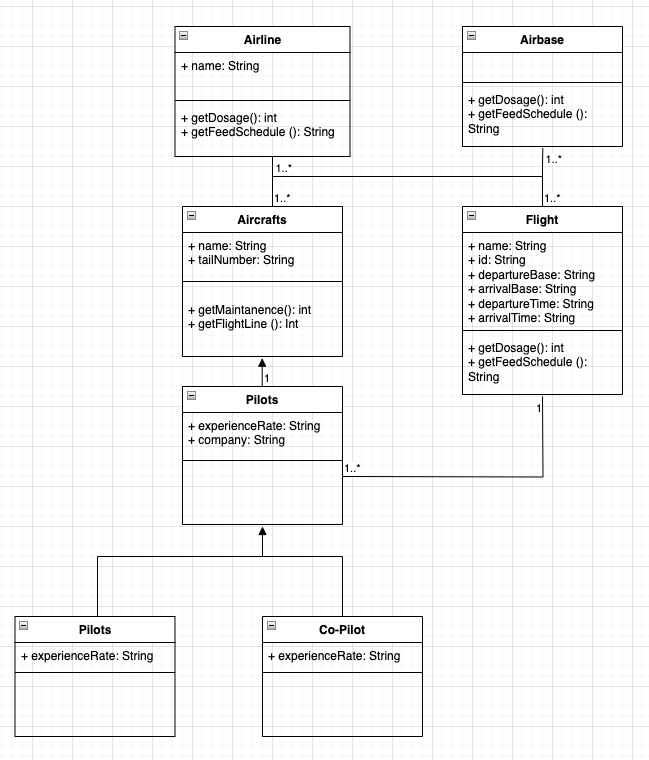 Airline
+ name: String
+ getDosage(): int
+ getFeedSchedule (): String
Airbase
+ getDosage(): int
+ getFeedSchedule ():
String
1..*
1..*
1..*
1..*
Aircrafts
+ name: String
+ tailNumber: String
+ getMaintanence(): int
+ getFlightLine (): Int
Flight
+ name: String
+ id: String
+ departureBase: String
+ arrivalBase: String
+ departureTime: String
+ arrivalTime: String
+ getDosage(): int
+ getFeedSchedule ():
String
1
Pilots
+ experienceRate: String
+ company: String
1
1..*
Pilots
+ experienceRate: String
Co-Pilot
+ experienceRate: String